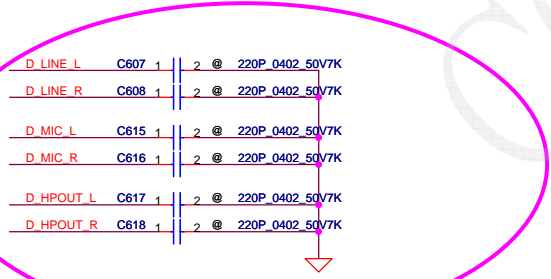 D_LINE_L C607 1 2 @ 220P_0402_50V7K
D_LINE_R C608 1 2 @ 220P_0402_50V7K
D_MIC_L C615 1 2 @ 220P_0402_50V7K
D_MIC_R C616 1 2 @ 220P_0402_50V7K
D_HPOUT_L C617 1 2 @ 220P_0402_50V7K
D_HPOUT_R C618 1 2 @ 220P_0402_50V7K